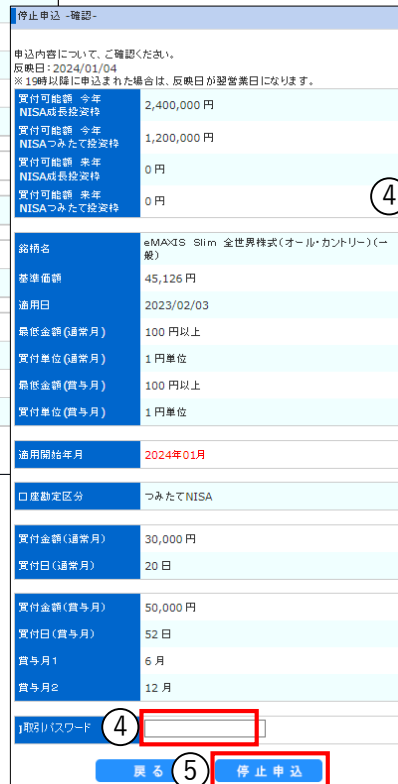 停止申込 -確認-
申込内容について、ご確認ください。
反映日：2024/01/04
※19時以降に申込まれた場合は、反映日が翌営業日になります。
買付可能額 今年
NISA成長投資枠
2,400,000 円
買付可能額 今年
NISAつみたて投資枠
1,200,000 円
買付可能額 来年
NISA成長投資枠
0 円
買付可能額 来年
NISAつみたて投資枠
0 円
④
銘柄名
eMAXIS Slim 全世界株式(オール・カントリー)(一
般)
基準価額
45,126 円
適用日
2023/02/03
最低金額(通常月)
100 円以上
買付単位(通常月)
1 円単位
最低金額(賞与月)
100 円以上
買付単位(賞与月)
1 円単位
適用開始年月
2024年01月
口座勘定区分
つみたてNISA
買付金額(通常月)
30,000 円
買付日(通常月)
20 日
買付金額(賞与月)
50,000 円
買付日(賞与月)
52 日
賞与月1
6 月
賞与月2
12 月
取引パスワード
④
戻る
⑤
停止申込